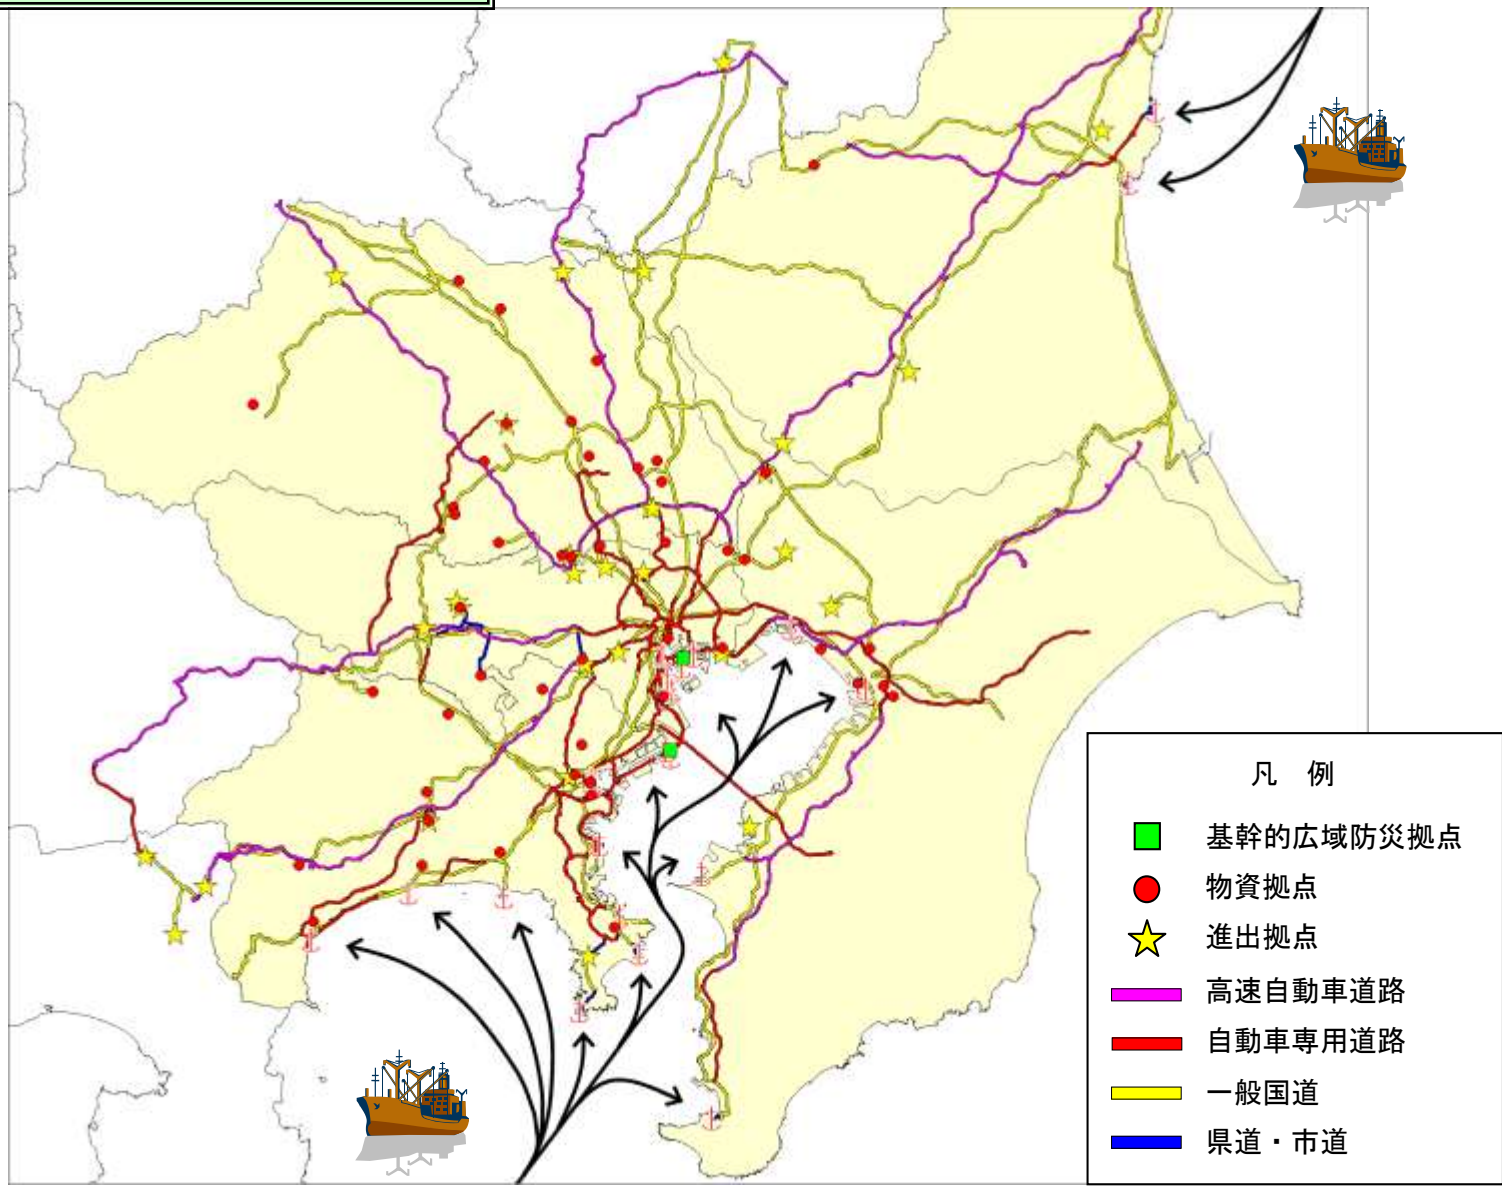 凡 例
基幹的広域防災拠点
物資拠点
進出拠点
高速自動車道路
自動車専用道路
一般国道
県道・市道